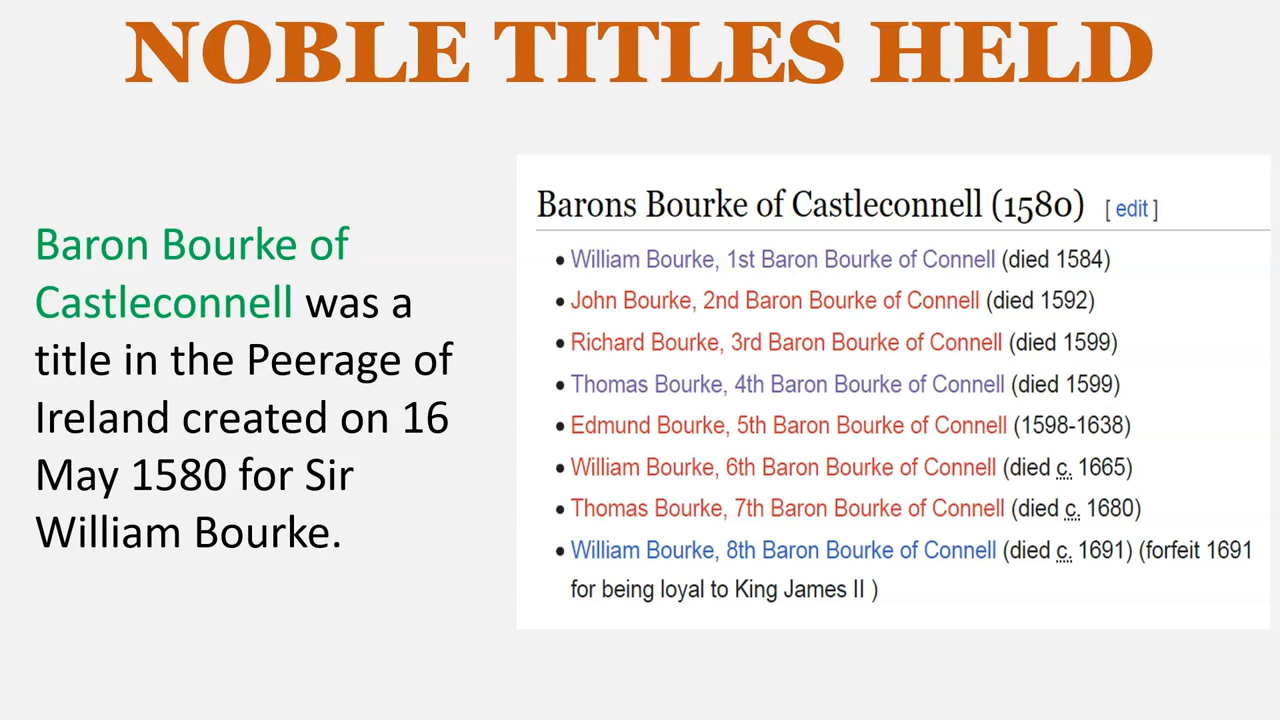 NOBLE TITLES HELD
Baron Bourke of
Castleconnell was a
title in the Peerage of
Ireland created on 16
May 1580 for Sir
William Bourke.
Barons Bourke of Castleconnell (1580) [ edit ]
• William Bourke, 1st Baron Bourke of Connell (died 1584)
• John Bourke, 2nd Baron Bourke of Connell (died 1592)
• Richard Bourke, 3rd Baron Bourke of Connell (died 1599)
• Thomas Bourke, 4th Baron Bourke of Connell (died 1599)
• Edmund Bourke, 5th Baron Bourke of Connell (1598-1638)
• William Bourke, 6th Baron Bourke of Connell (died c. 1665)
• Thomas Bourke, 7th Baron Bourke of Connell (died c. 1680)
• William Bourke, 8th Baron Bourke of Connell (died c. 1691) (forfeit 1691
for being loyal to King James II )